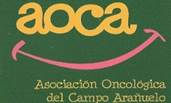 aoca
Asociación Oncológica
del Campo Arañuelo